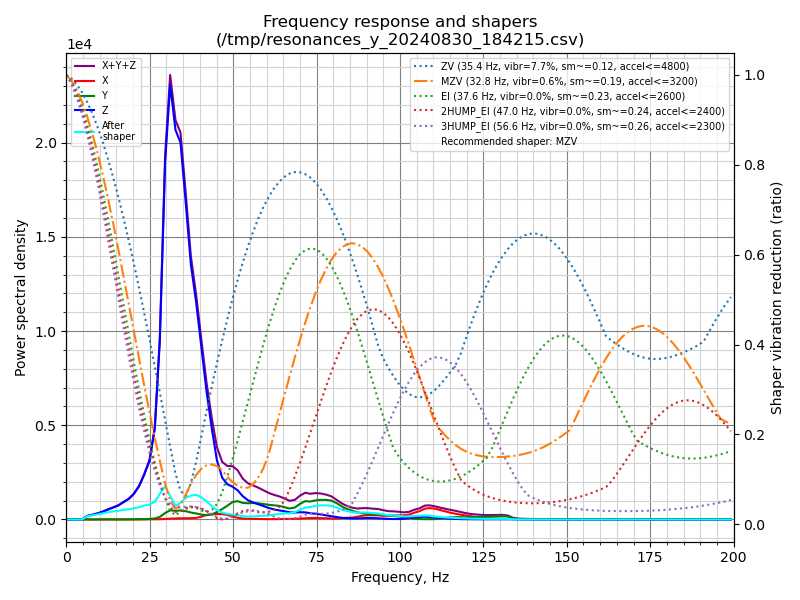 Frequency response and shapers
(/tmp/resonances_y_20240830_184215.csv)
1e4
X+Y+Z
X
Y
Z
After
shaper
ZV (35.4 Hz, vibr=7.7%, sm~=0.12, accel<=4800)
MZV (32.8 Hz, vibr=0.6%, sm~=0.19, accel<=3200)
EI (37.6 Hz, vibr=0.0%, sm~=0.23, accel<=2600)
2HUMP_EI (47.0 Hz, vibr=0.0%, sm~=0.24, accel<=2400)
3HUMP_EI (56.6 Hz, vibr=0.0%, sm~=0.26, accel<=2300)
Recommended shaper: MZV
Power spectral density
2.0
1.5
1.0
0.5
0.0
1.0
0.8
0.6
0.4
0.2
0.0
Shaper vibration reduction (ratio)
0 25 50 75 100 125 150 175 200
Frequency, Hz